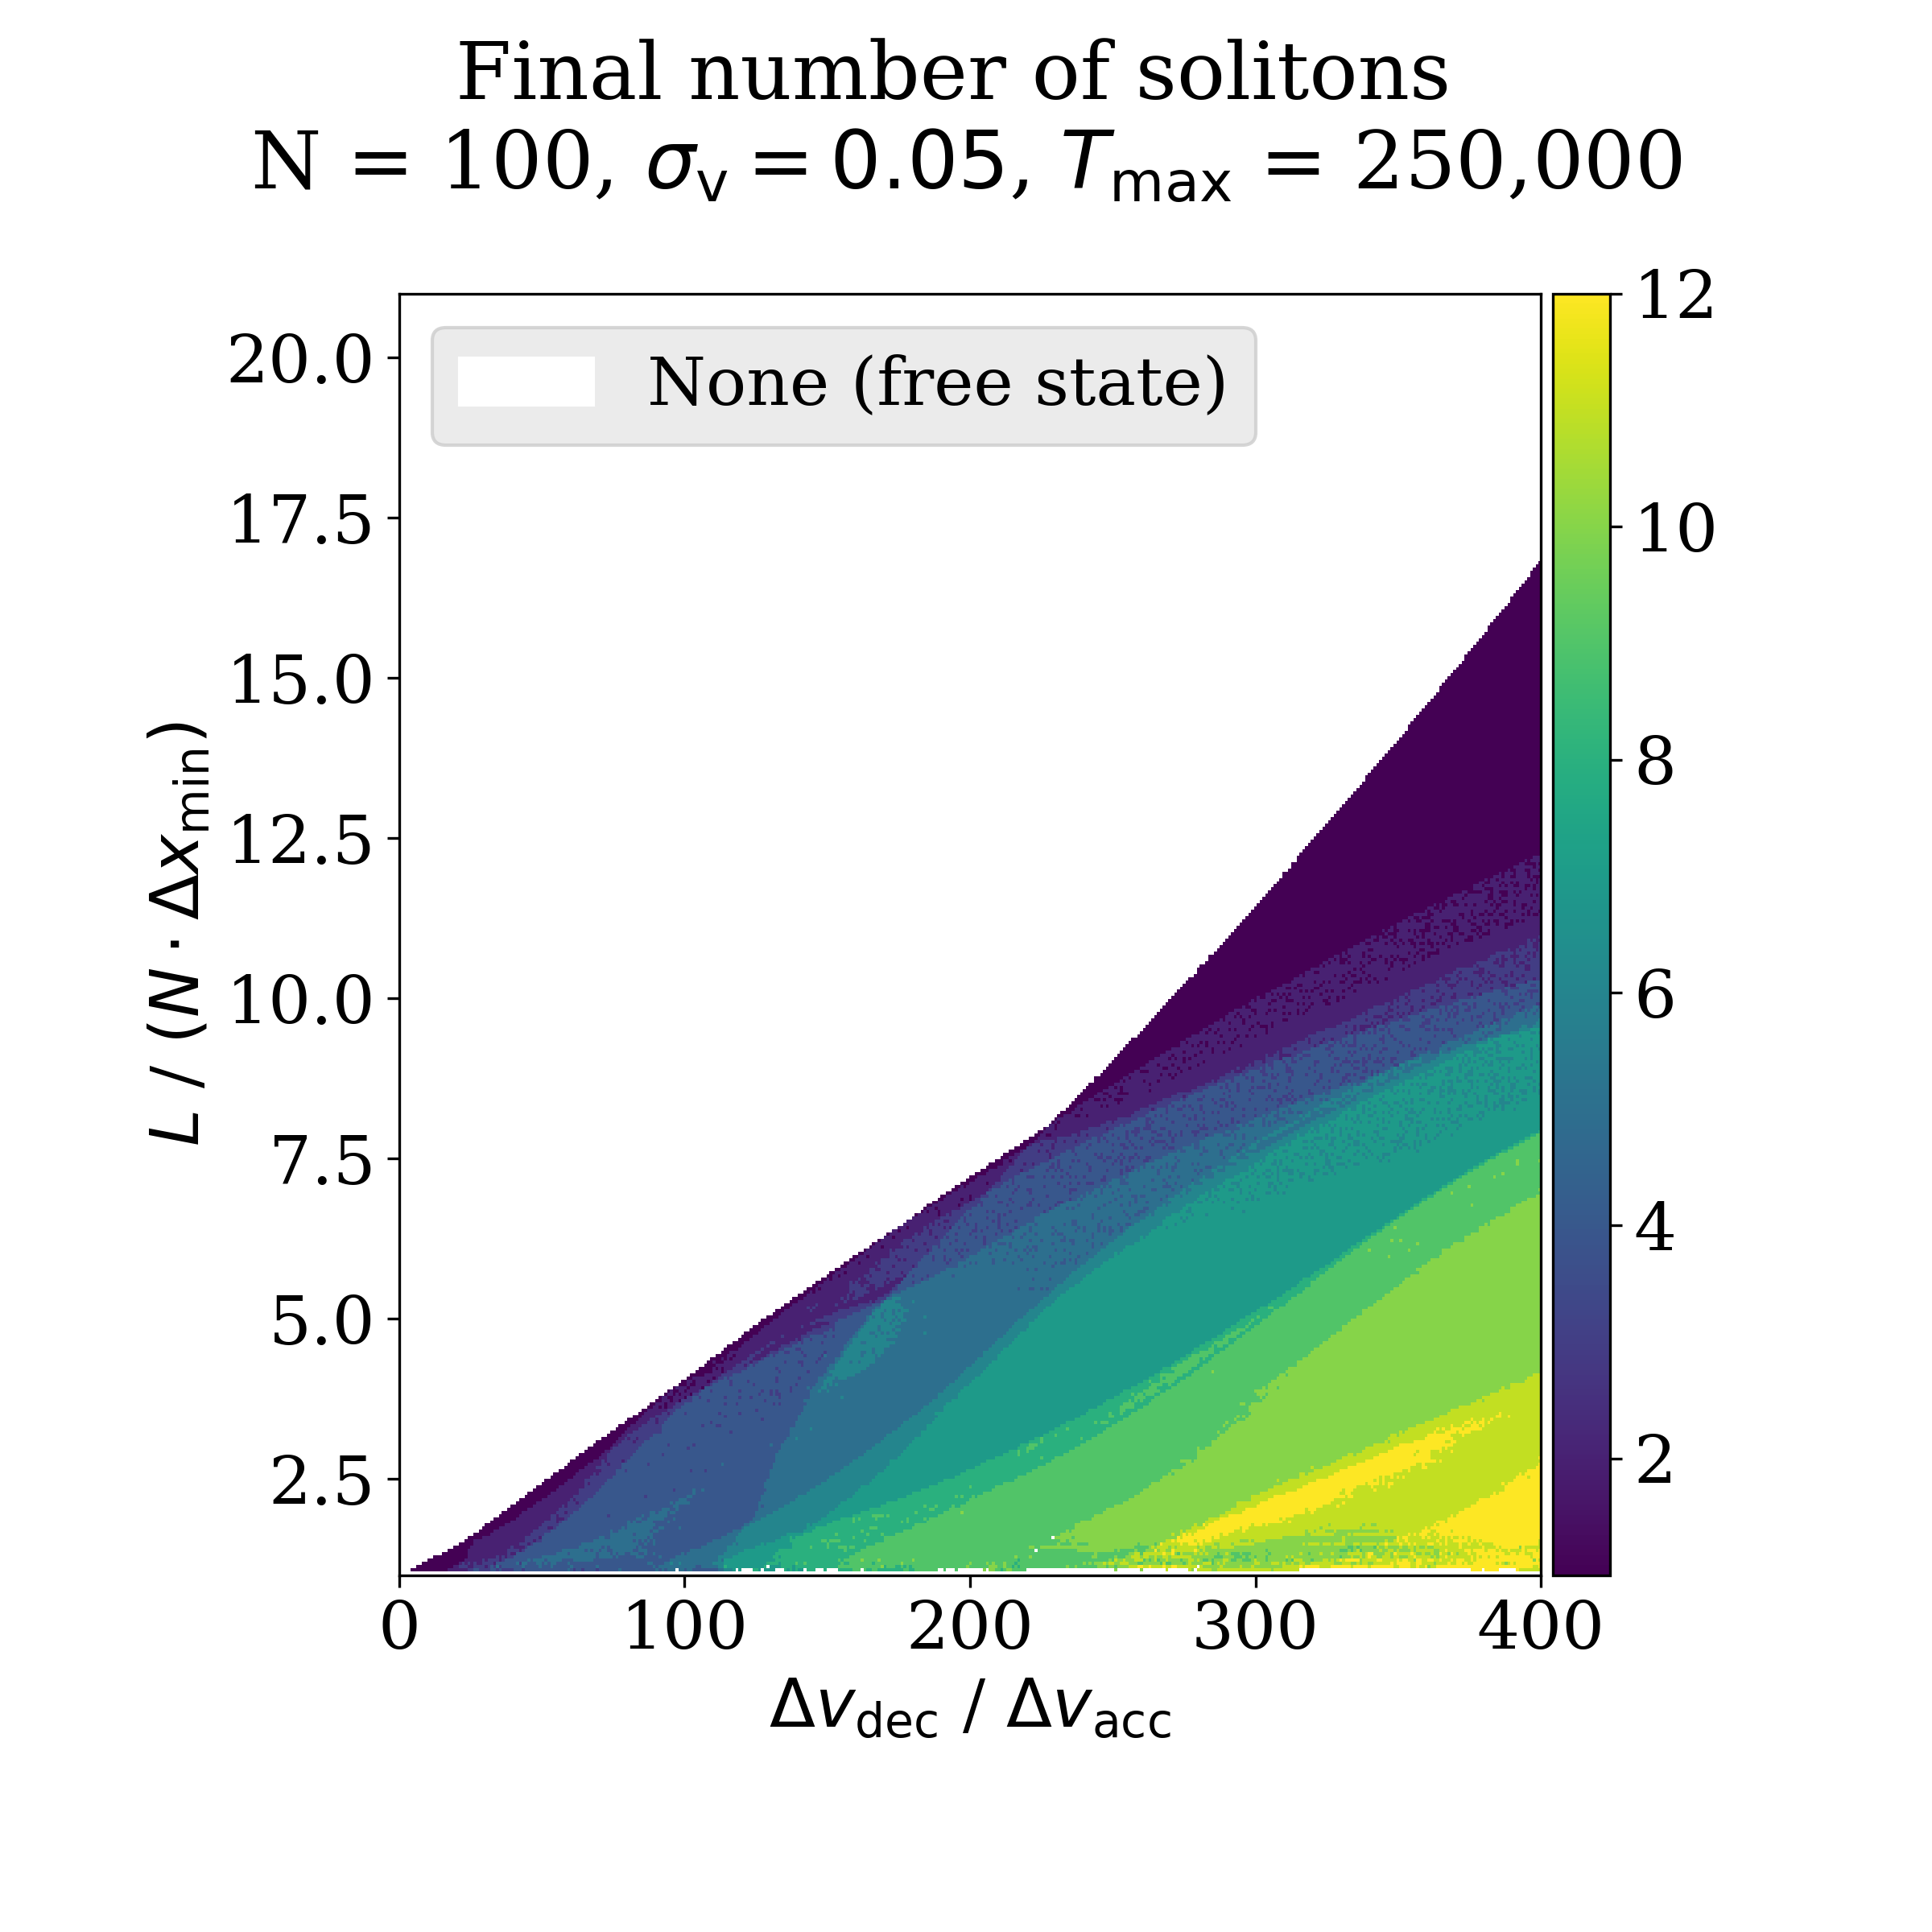 Final number of solitons
N = 100, σv = 0.05, Tmax = 250,000
None (free state)
20.0
17.5
15.0
12.5
10.0
7.5
5.0
2.5
L / (N · Δxmin)
0 100 200 300 400
Δvdec / Δvacc
12
10
8
6
4
2